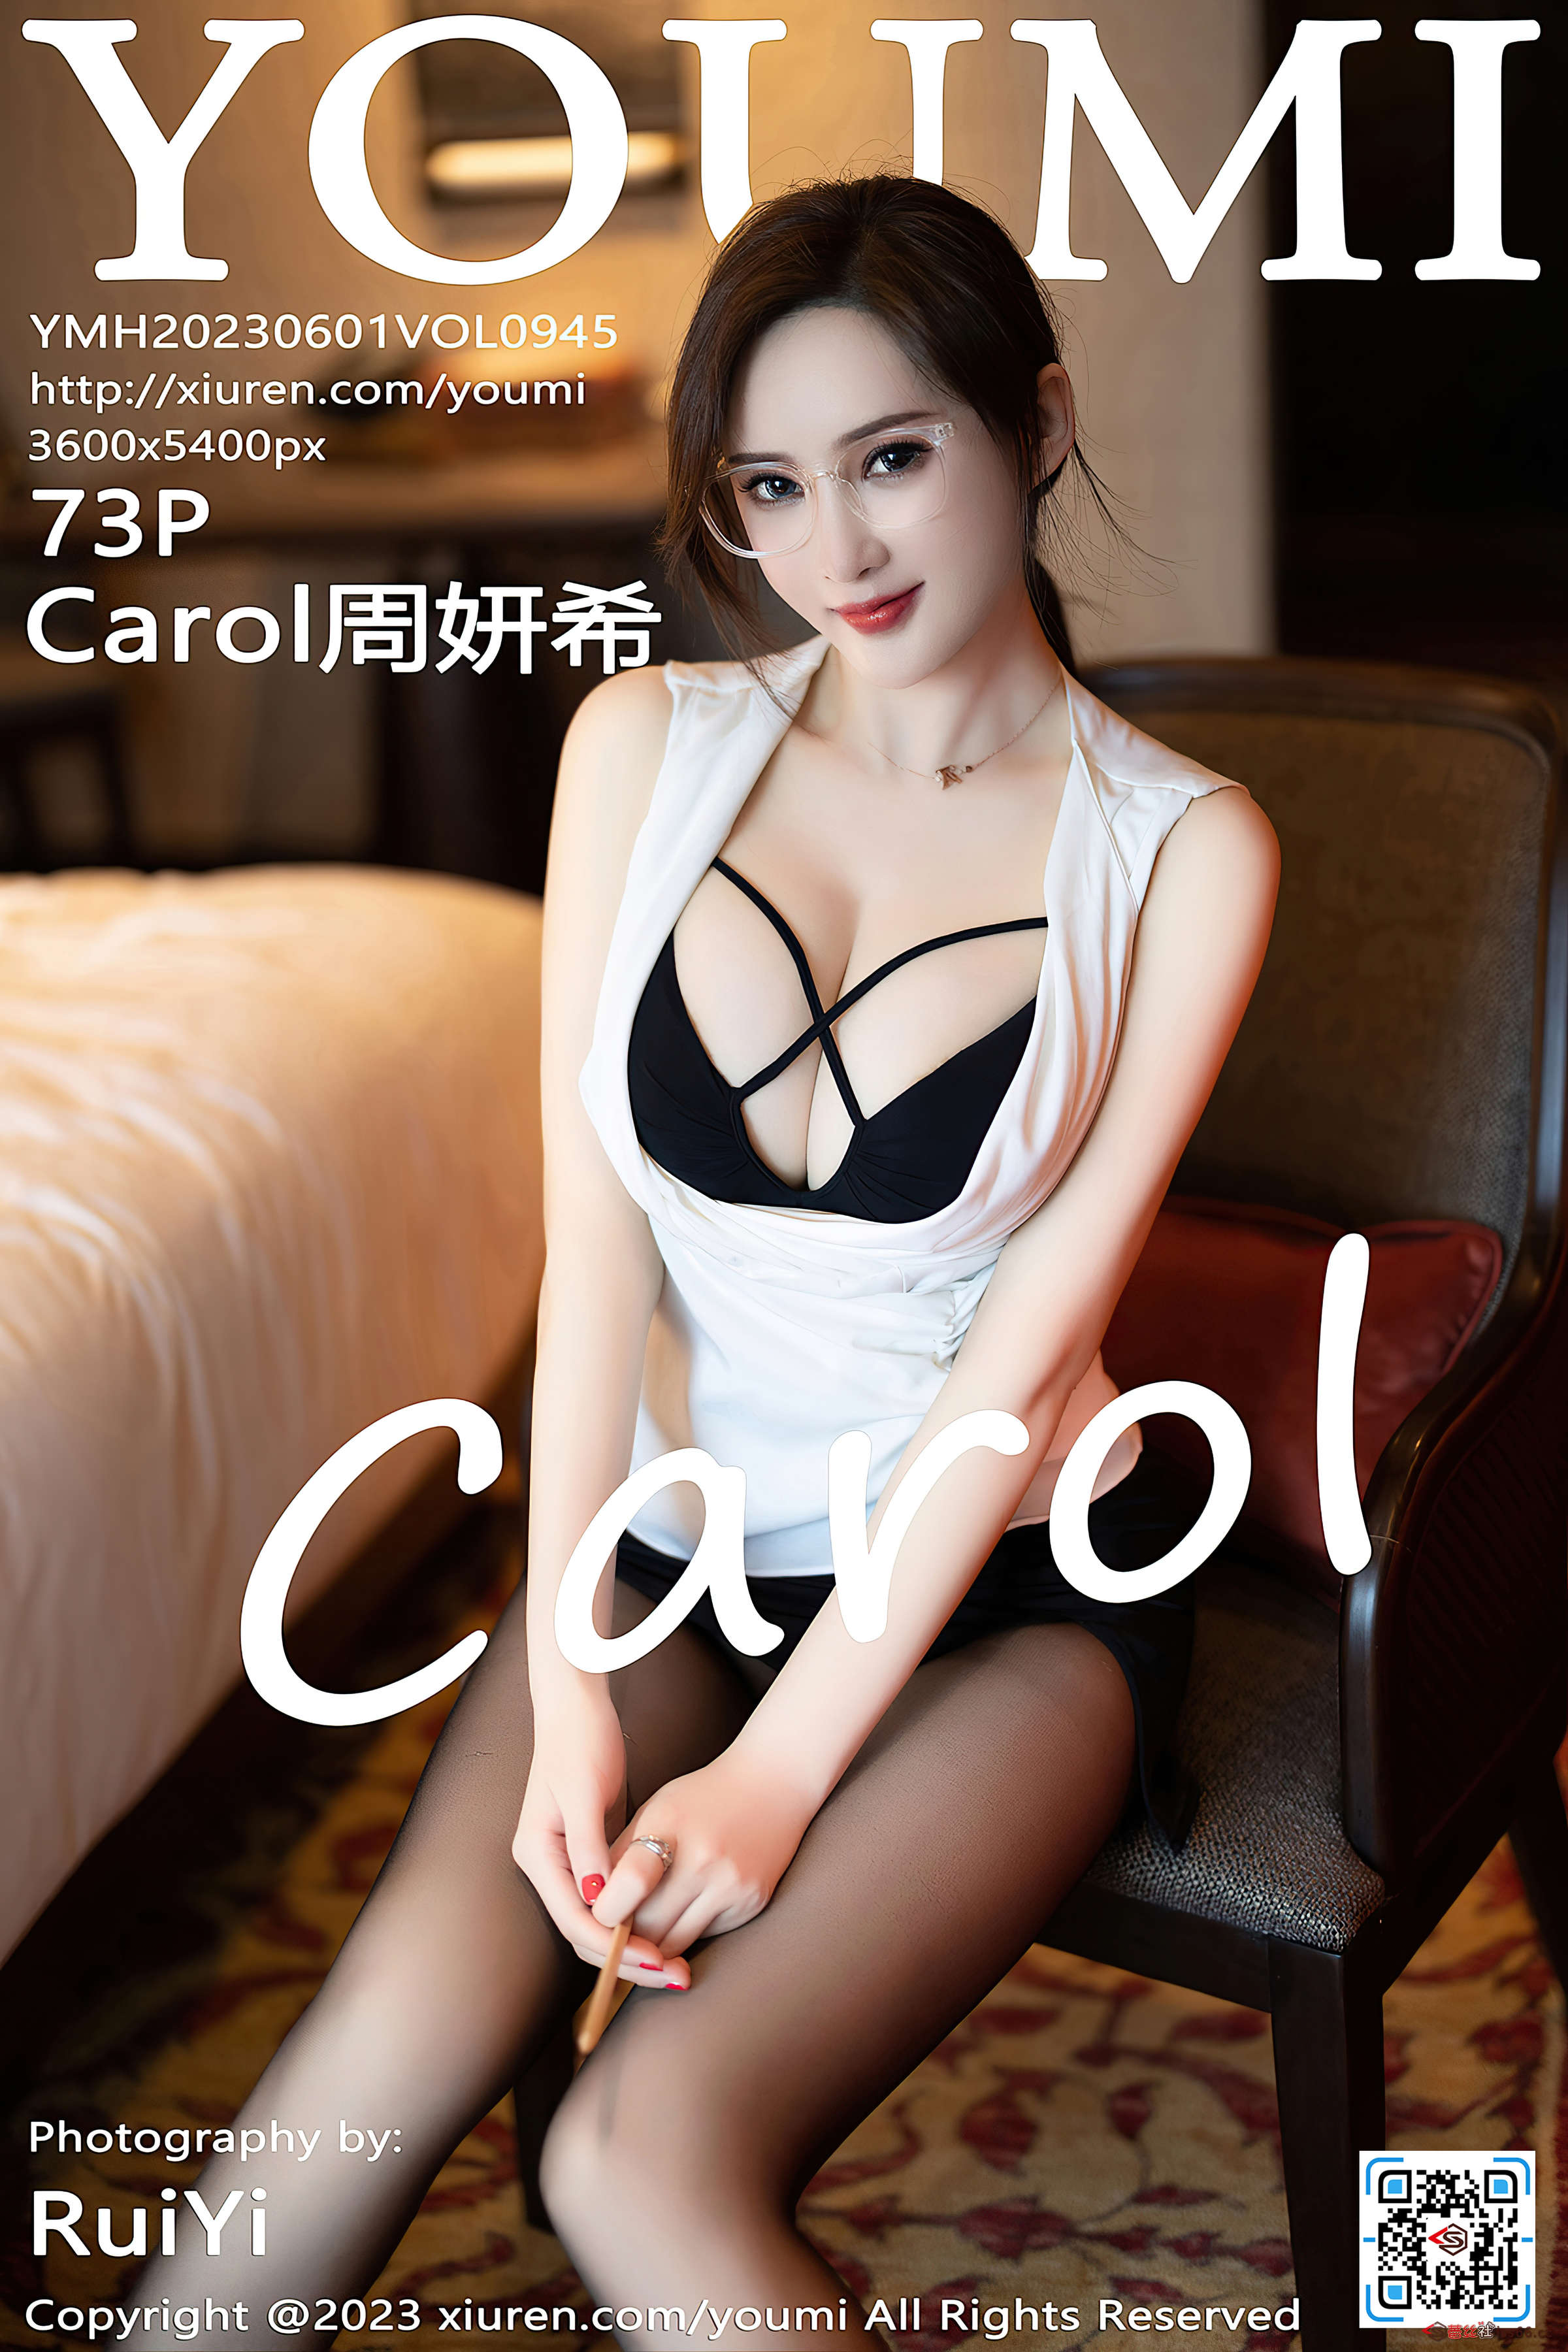 YOUMI
YMH20230601VOL0945
http://xiuren.com/youmi
3600x5400px
73P
Carol周妍希
Carol
Photography by:
RuiYi
Copyright @2023 xiuren.com/youmi All Rights Reserved